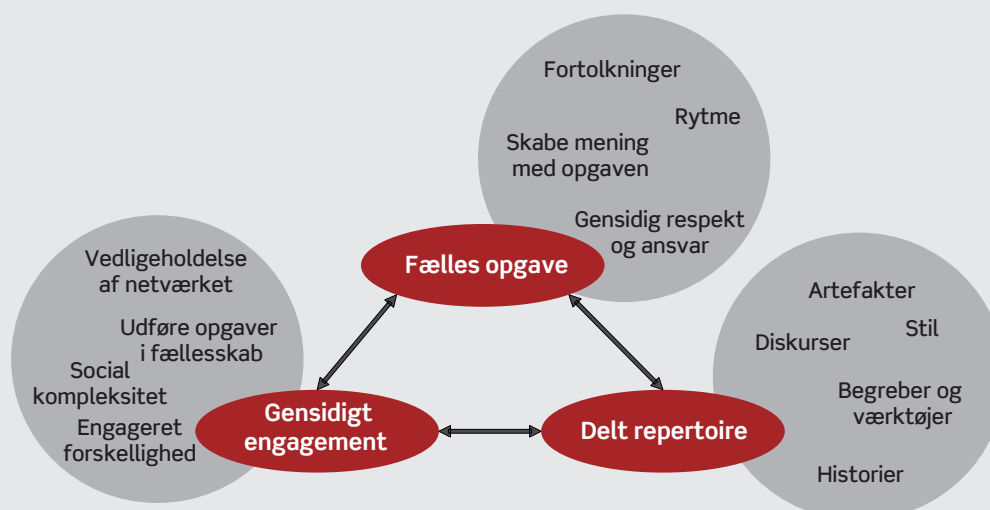 Fortolkninger
Rytme
Skabe mening
med opgaven
Gensidig respekt
og ansvar
Fælles opgave
Vedligeholdelse
af netværket
Udføre opgaver
i fællesskab
Social
kompleksitet
Engageret
forskellighed
Gensidigt
engagement
Delt repertoire
Artefakter
Stil
Diskurser
Begreber og
værktøjer
Historier